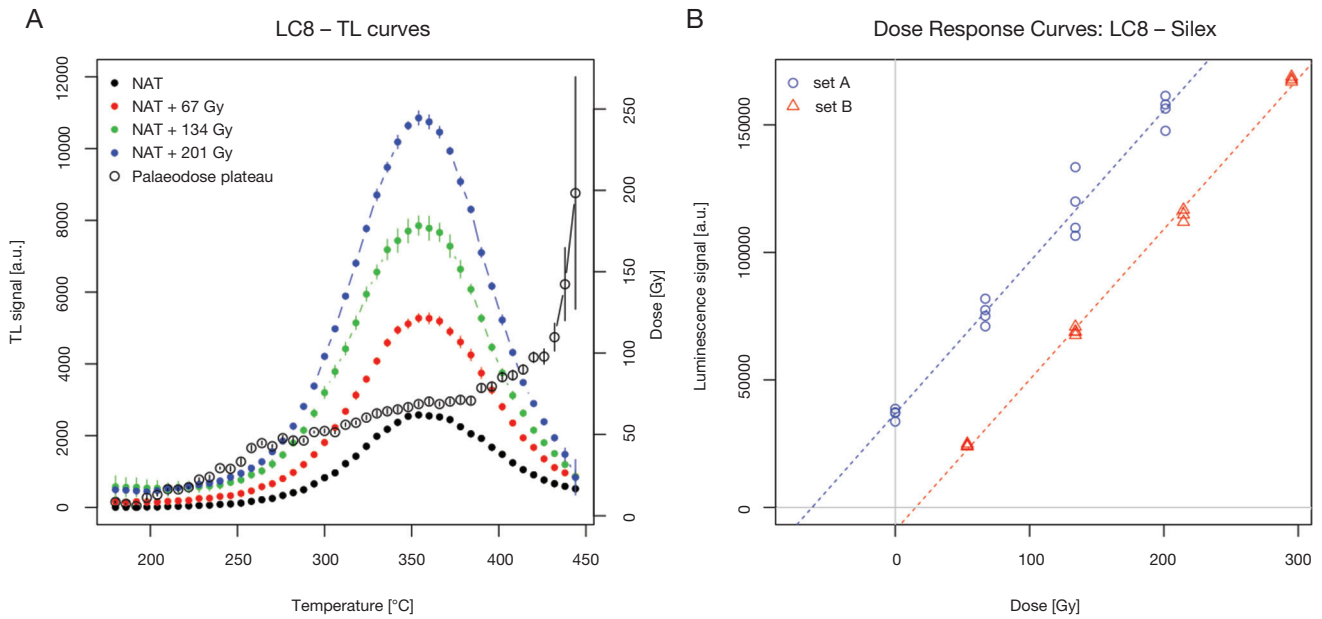 A
LC8 – TL curves
NAT
NAT + 67 Gy
NAT + 134 Gy
NAT + 201 Gy
Palaeodose plateau
TL signal [a.u.]
0
2000
4000
6000
8000
10000
12000
Dose [Gy]
0
50
100
150
200
250
200
250
300
350
400
450
Temperature [°C]
B
Dose Response Curves: LC8 – Silex
set A
set B
Luminescence signal [a.u.]
0
50000
100000
150000
0
100
200
300
Dose [Gy]